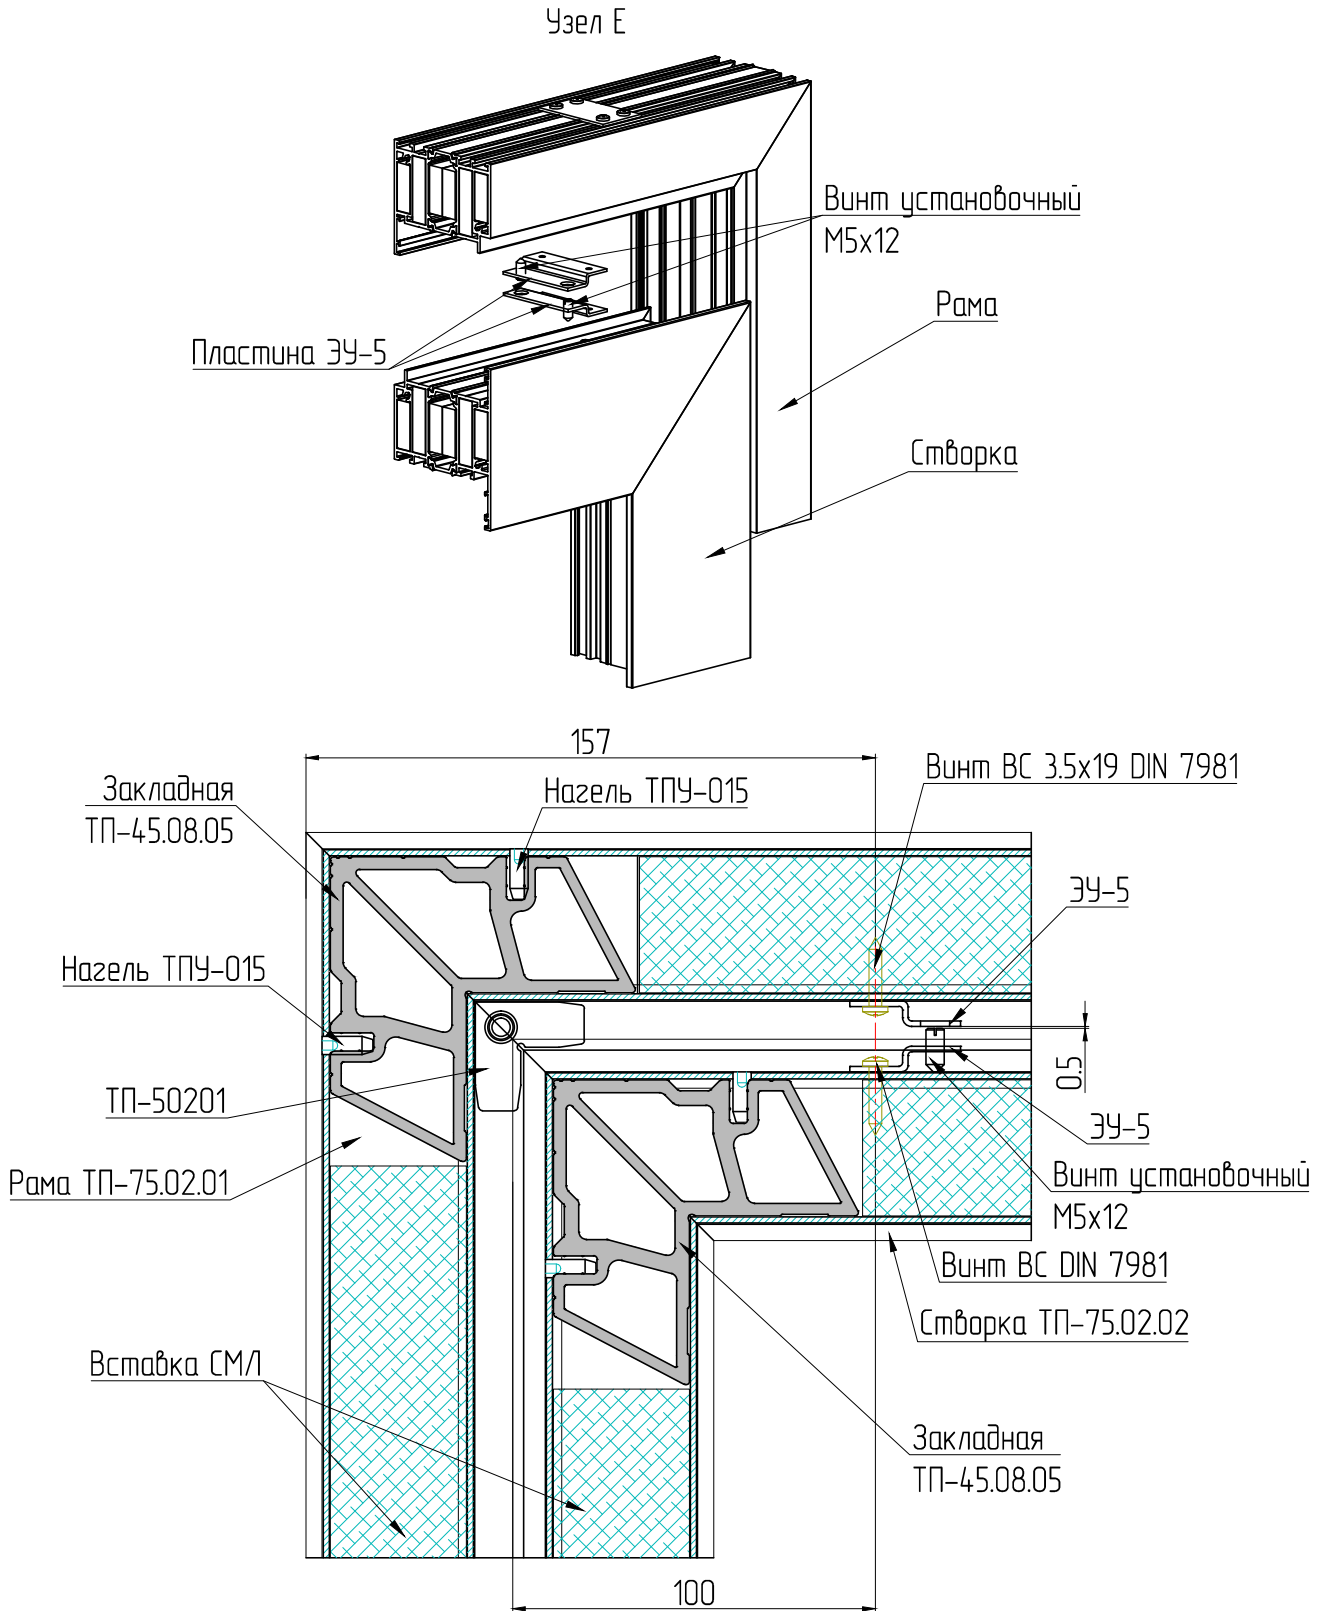 Узел Е
Винт установочный
М5х12
Рама
Пластина ЭУ-5
Створка
157
Винт ВС 3.5х19 DIN 7981
Закладная
ТП-45.08.05
Нагель ТПУ-015
ЭУ-5
Нагель ТПУ-015
0.5
ТП-50201
ЭУ-5
Рама ТП-75.02.01
Винт установочный
М5х12
Винт ВС DIN 7981
Створка ТП-75.02.02
Вставка СМЛ
Закладная
ТП-45.08.05
100